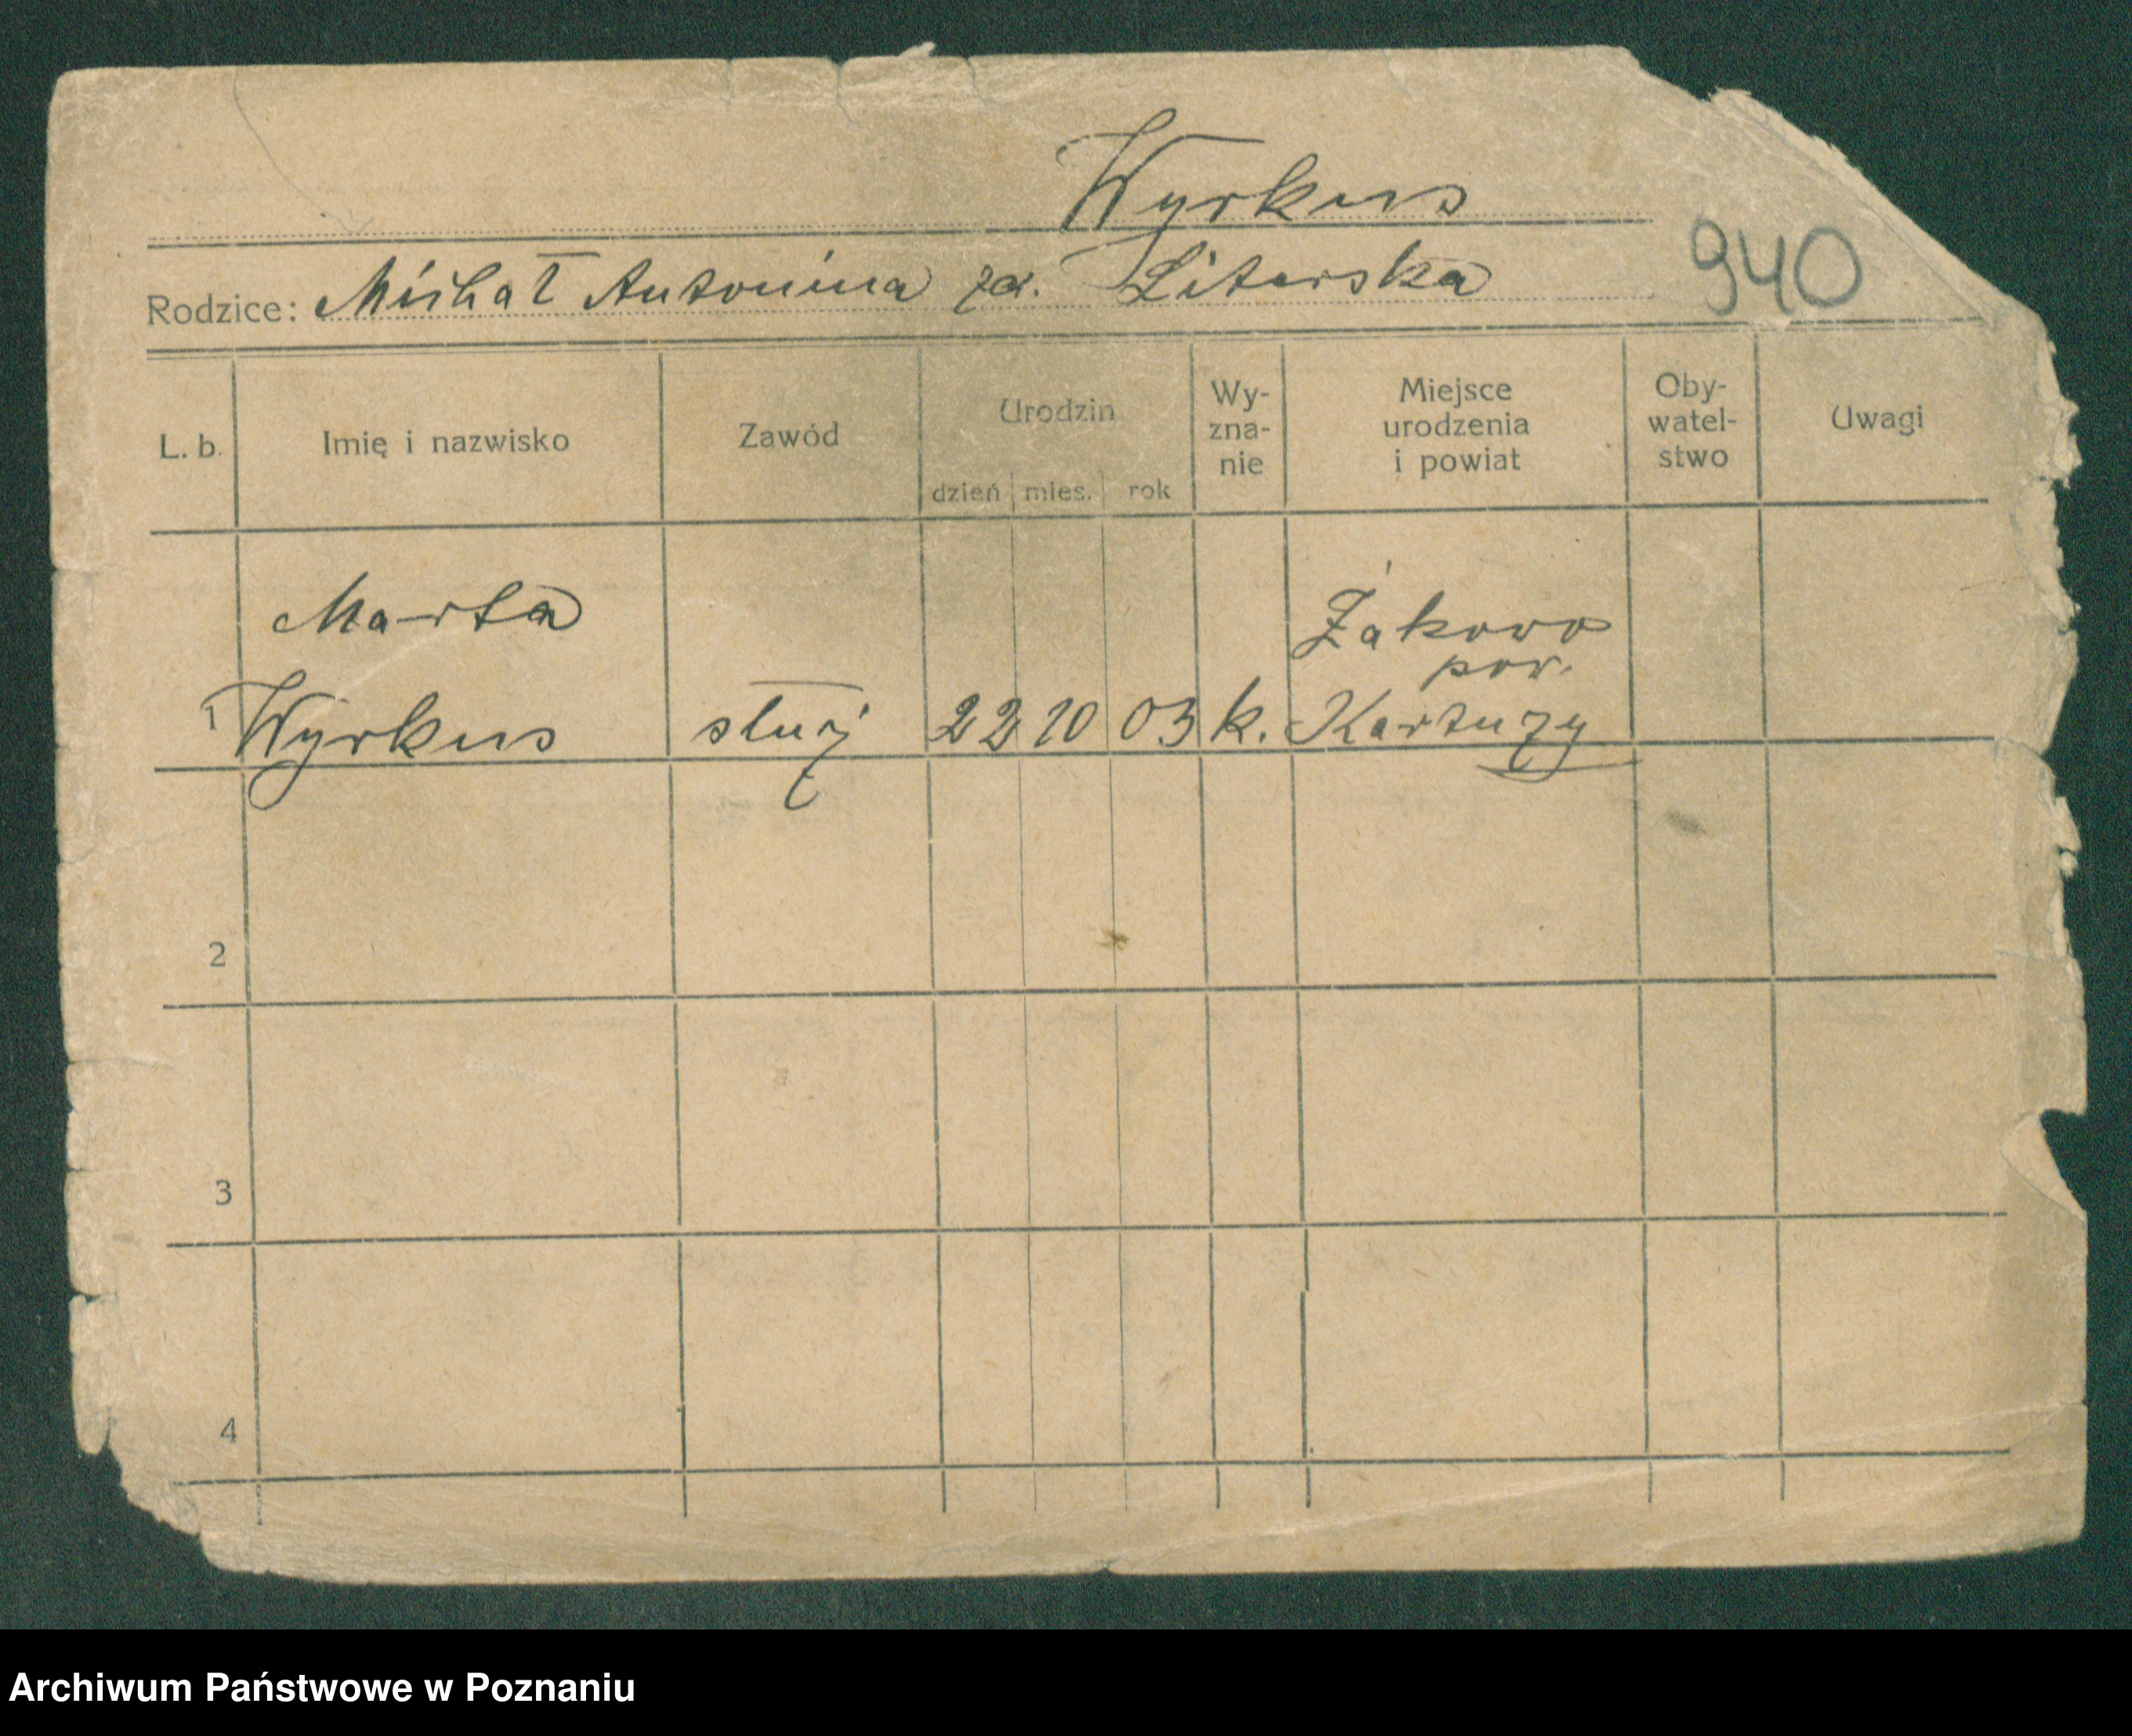 Wyrkus
Rodzice: Michał Antonina zd. Literska
940
L. b. Imię i nazwisko Zawód Urodzin dzień mies. rok Wy-zna-nie Miejsce urodzenia i powiat Oby-watel-stwo Uwagi
Marta Żakowo
pow.
1 Wyrkus służ 22 10 03 k. Kartuzy
2
3
4
Archiwum Państwowe w Poznaniu